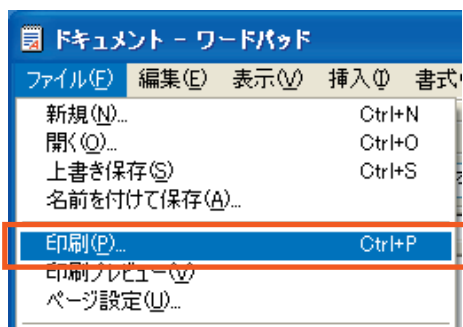 ドキュメント - ワードパッド
ファイル(F) 編集(E) 表示(V) 挿入(I) 書式
新規(N)... Ctrl+N
開く(O)... Ctrl+O
上書き保存(S) Ctrl+S
名前を付けて保存(A)...
印刷(P)... Ctrl+P
印刷プレビュー(V)
ページ設定(U)...